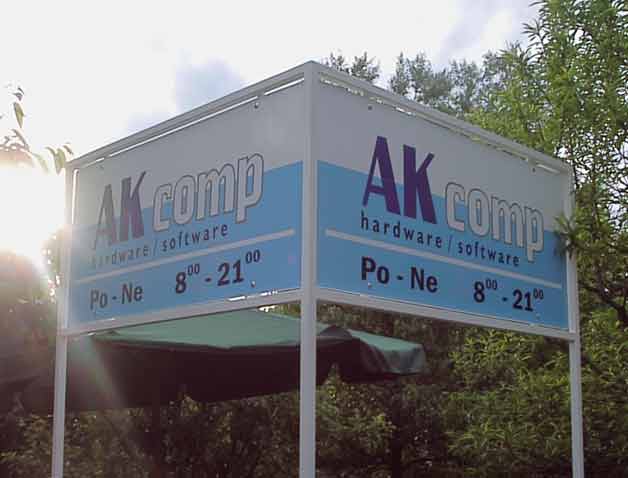 AK comp
hardware / software
Po - Ne 8⁰⁰ - 21⁰⁰
AK comp
hardware / software
Po - Ne 8⁰⁰ - 21⁰⁰